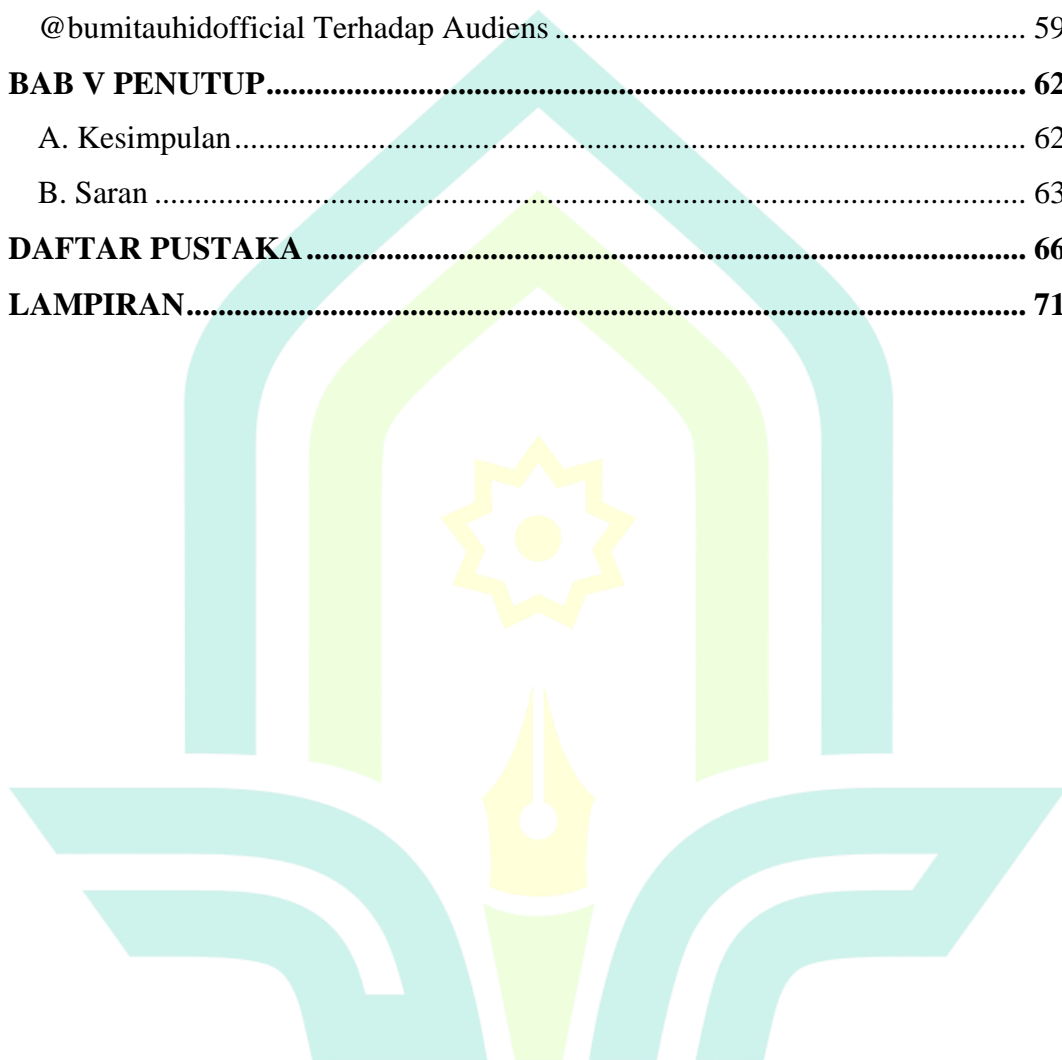 @bumitauhidofficial Terhadap Audiens ........................................................... 59
BAB V PENUTUP............................................................................................... 62
A. Kesimpulan................................................................................................... 62
B. Saran ............................................................................................................. 63
DAFTAR PUSTAKA .......................................................................................... 66
LAMPIRAN......................................................................................................... 71